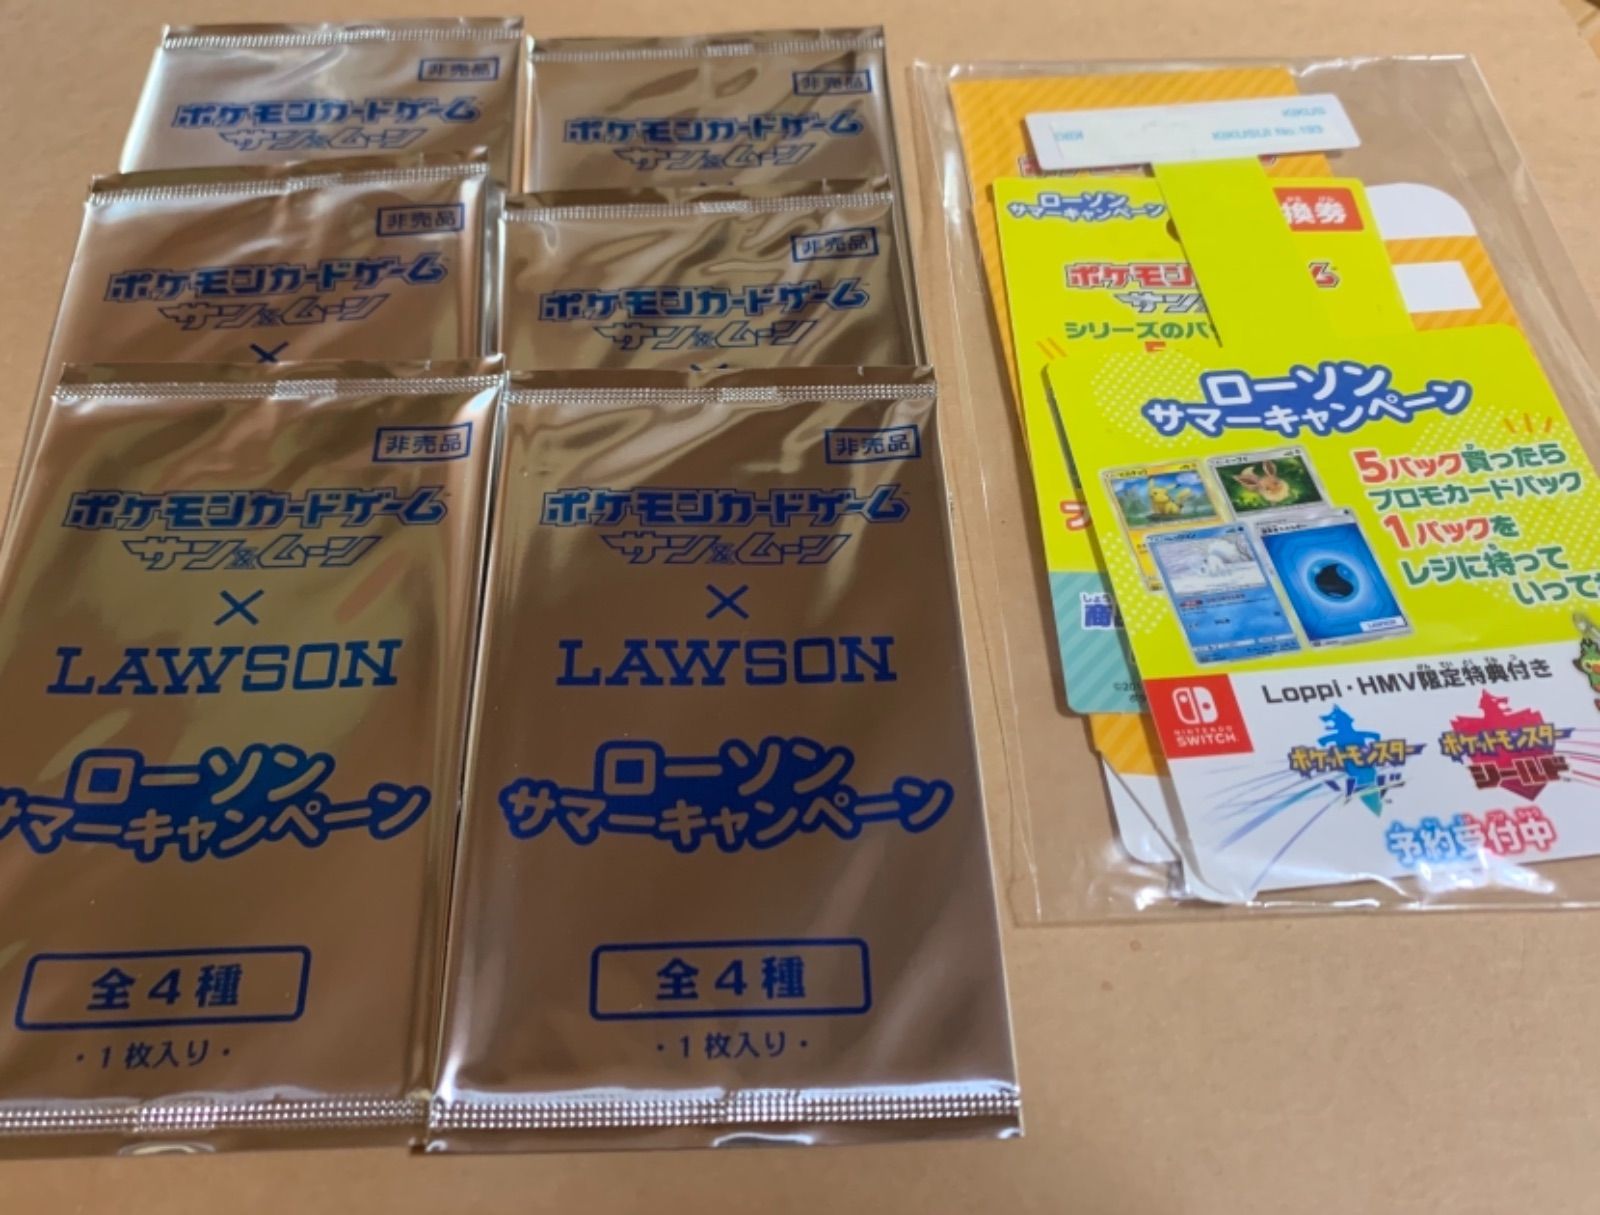 非売品
ポケモンカードゲーム
サン&ムーン
非売品
ポケモンカードゲーム
サン&ムーン
非売品
ポケモンカードゲーム
サン&ムーン
×
非売品
ポケモンカードゲーム
サン&ムーン
非売品
ポケモンカードゲーム
サン&ムーン
×
LAWSON
ローソン
サマーキャンペーン
全4種
・1枚入り・
非売品
ポケモンカードゲーム
サン&ムーン
×
LAWSON
ローソン
サマーキャンペーン
全4種
・1枚入り・
KIKUSUI No.193
ローソン
サマーキャンペーン
換券
ポケモン
サン
シリーズのパ
ローソン
サマーキャンペーン
5パック買ったら
プロモカードパック
1パックを
レジに持って
いって
Loppi・HMV限定特典付き
NINTENDO
SWITCH
ポケットモンスター
ソード
ポケットモンスター
シールド
予約受付中